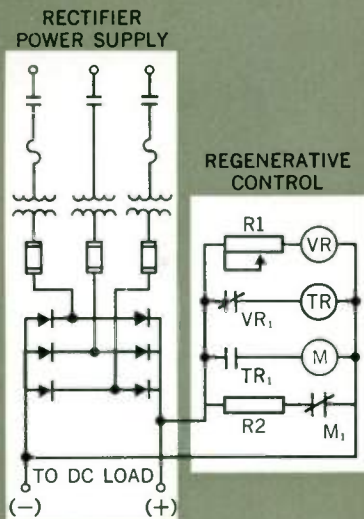 RECTIFIER
POWER SUPPLY
REGENERATIVE
CONTROL
R1
VR
VR₁
TR
TR₁
M
R2
M₁
TO DC LOAD
(−)
(+)